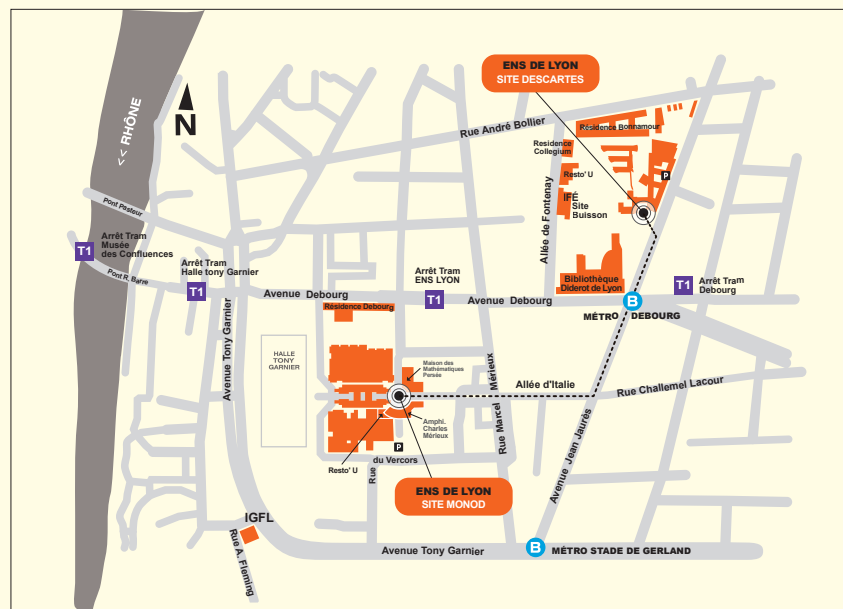 ENS DE LYON
SITE DESCARTES
<< RHÔNE
N
Rue André Bollier
Résidence Bonnamour
Residence
Collegium
Resto' U
P
IFÉ
Site
Buisson
Allée de Fontenay
Pont Pasteur
T1
Arrêt Tram
Musée
des Confluences
Arrêt Tram
Halle tony Garnier
T1
Pont R. Barre
Arrêt Tram
ENS LYON
T1
Bibliothèque
Diderot de Lyon
T1
Arrêt Tram
Debourg
Avenue Debourg
Avenue Debourg
B
MÉTRO DEBOURG
Résidence Debourg
Avenue Tony Garnier
HALLE
TONY
GARNIER
Maison des
Mathématiques
Persée
Rue Marcel Mérieux
Allée d'Italie
Rue Challemel Lacour
Amphi.
Charles
Mérieux
Avenue Jean Jaurès
P
Resto' U
Rue du Vercors
ENS DE LYON
SITE MONOD
IGFL
Rue A. Fleming
Avenue Tony Garnier
B
MÉTRO STADE DE GERLAND